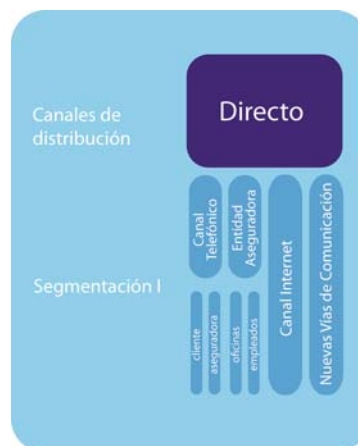 Canales de
distribución
Directo
Segmentación I
Canal
Telefónico
Entidad
Aseguradora
Canal Internet
Nuevas Vías de Comunicación
cliente
aseguradora
oficinas
empleados